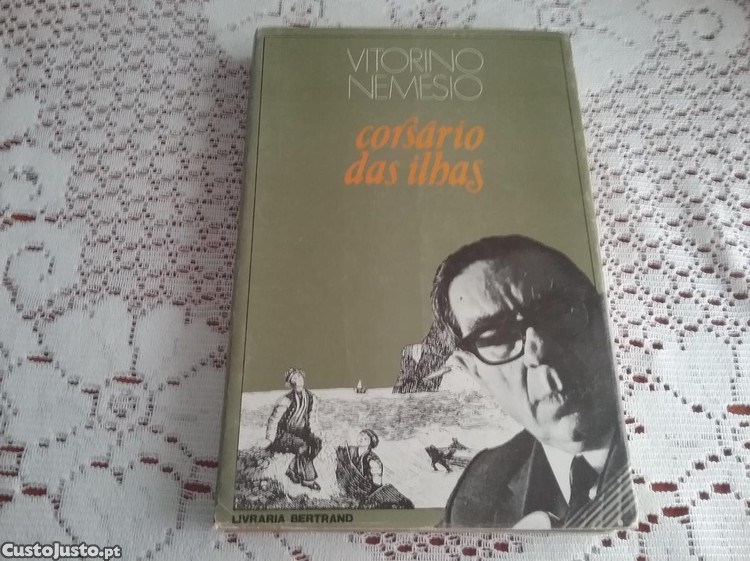 VITORINO
NEMÉSIO
corsário
das ilhas
LIVRARIA BERTRAND
CustoJusto.pt